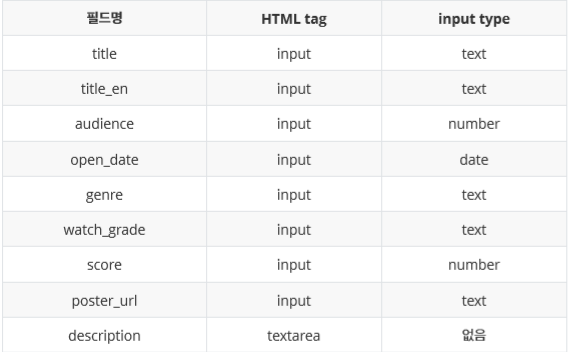 필드명 HTML tag input type
title input text
title_en input text
audience input number
open_date input date
genre input text
watch_grade input text
score input number
poster_url input text
description textarea 없음